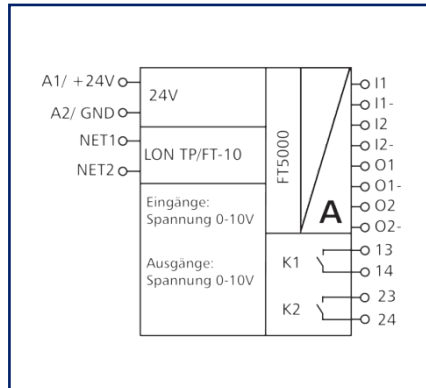 A1/ +24V
A2/ GND
NET1
NET2
24V
LON TP/FT-10
Eingänge:
Spannung 0-10V
Ausgänge:
Spannung 0-10V
FT5000
A
K1
K2
I1
I1-
I2
I2-
O1
O1-
O2
O2-
13
14
23
24